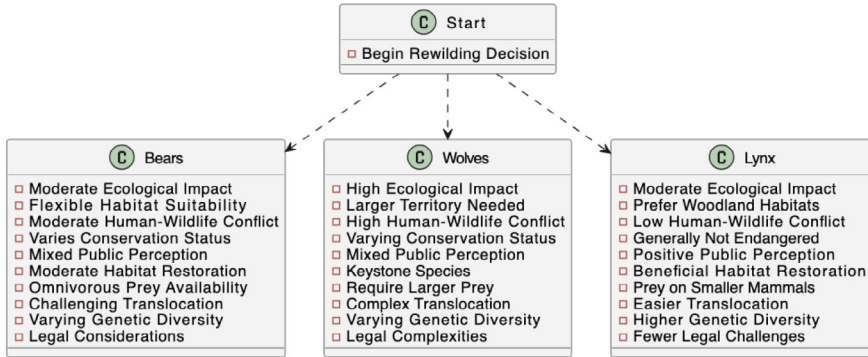 C Start
Begin Rewilding Decision
C Bears
Moderate Ecological Impact
Flexible Habitat Suitability
Moderate Human-Wildlife Conflict
Varies Conservation Status
Mixed Public Perception
Moderate Habitat Restoration
Omnivorous Prey Availability
Challenging Translocation
Varying Genetic Diversity
Legal Considerations
C Wolves
High Ecological Impact
Larger Territory Needed
High Human-Wildlife Conflict
Varying Conservation Status
Mixed Public Perception
Keystone Species
Require Larger Prey
Complex Translocation
Varying Genetic Diversity
Legal Complexities
C Lynx
Moderate Ecological Impact
Prefer Woodland Habitats
Low Human-Wildlife Conflict
Generally Not Endangered
Positive Public Perception
Beneficial Habitat Restoration
Prey on Smaller Mammals
Easier Translocation
Higher Genetic Diversity
Fewer Legal Challenges